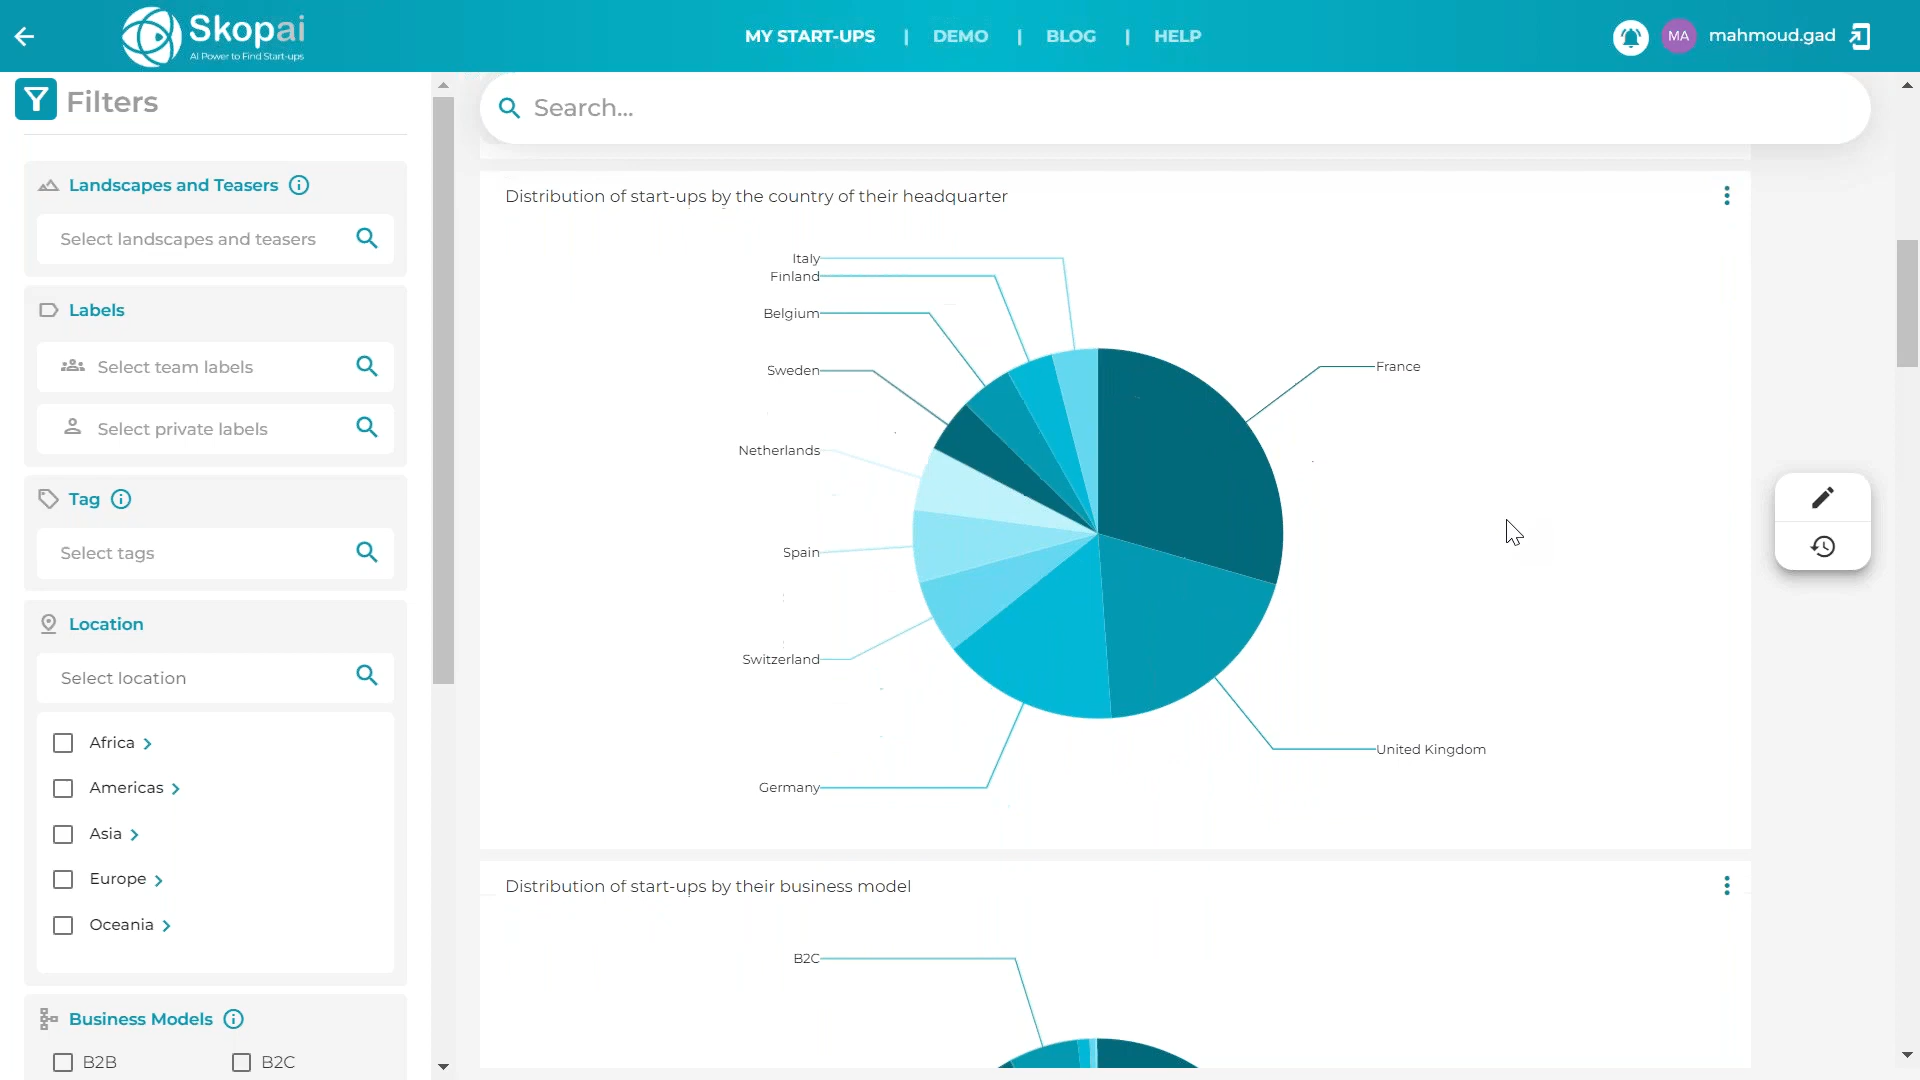 Skopai
AI Power to Find Start-ups
MY START-UPS | DEMO | BLOG | HELP
MA mahmoud.gad
Filters
Search...
Landscapes and Teasers
Select landscapes and teasers
Labels
Select team labels
Select private labels
Tag
Select tags
Location
Select location
Africa
Americas
Asia
Europe
Oceania
Business Models
B2B B2C
Distribution of start-ups by the country of their headquarter
Italy
Finland
Belgium
Sweden
Netherlands
Spain
Switzerland
Germany
France
United Kingdom
Distribution of start-ups by their business model
B2C